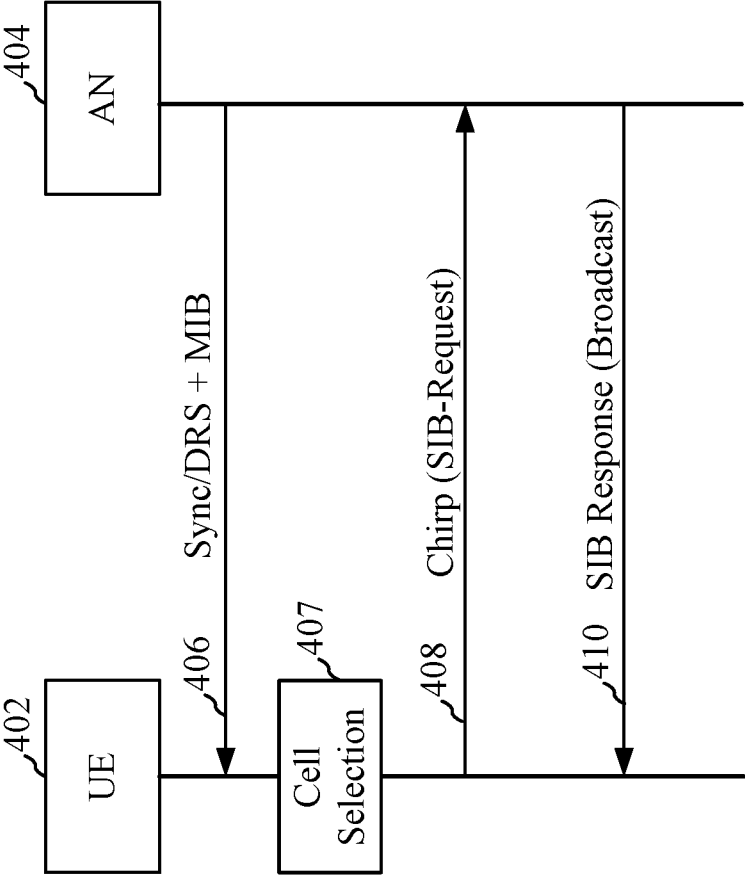 402
UE
404
AN
406
Sync/DRS + MIB
Cell
Selection
407
408
Chirp (SIB-Request)
410
SIB Response (Broadcast)